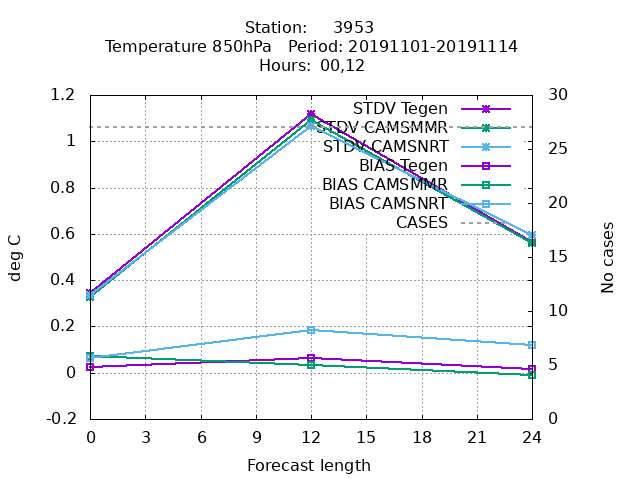 Station:     3953
Temperature 850hPa   Period: 20191101-20191114
Hours:  00,12
1.2
1
0.8
0.6
0.4
0.2
0
-0.2
deg C
30
25
20
15
10
5
0
No cases
STDV Tegen
STDV CAMSMMR
STDV CAMSNRT
BIAS Tegen
BIAS CAMSMMR
BIAS CAMSNRT
CASES
0 3 6 9 12 15 18 21 24
Forecast length